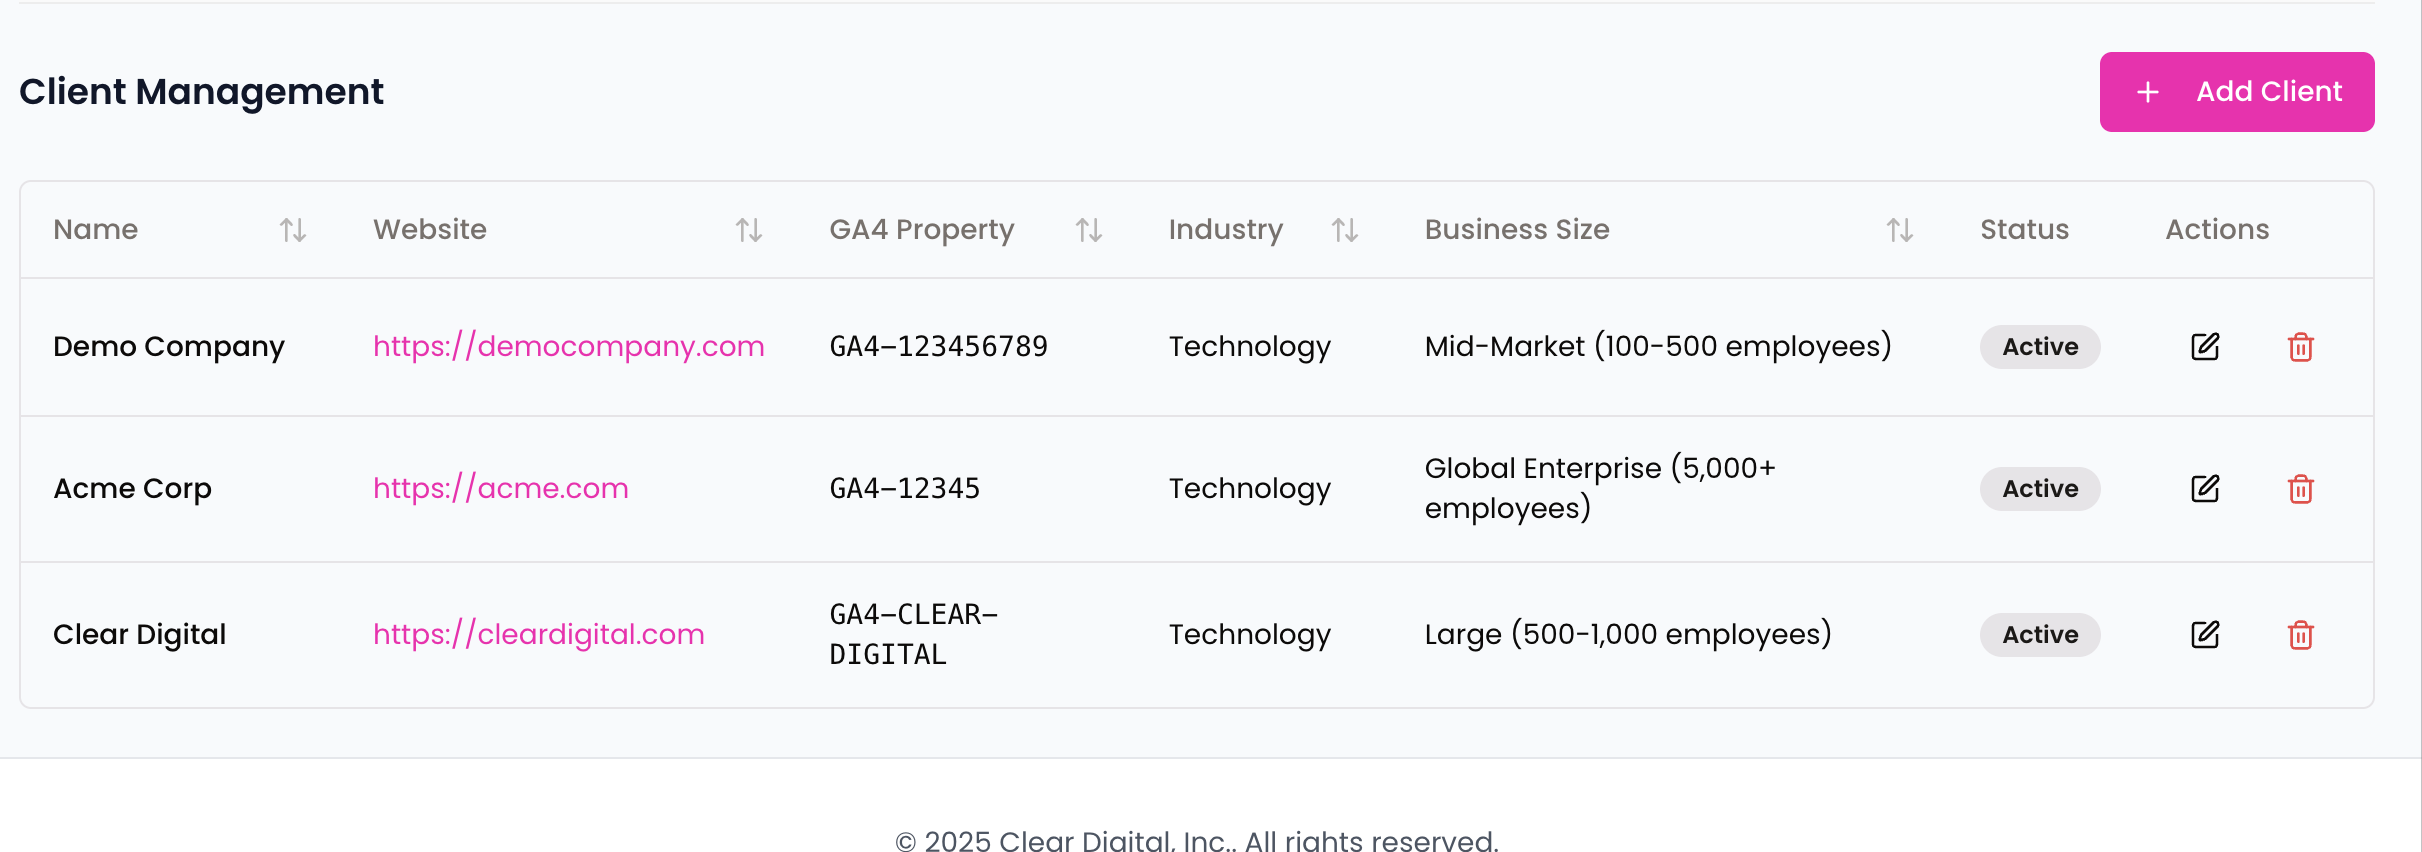 Client Management
+ Add Client
Name Website GA4 Property Industry Business Size Status Actions
Demo Company https://democompany.com GA4-123456789 Technology Mid-Market (100-500 employees) Active
Acme Corp https://acme.com GA4-12345 Technology Global Enterprise (5,000+
employees) Active
Clear Digital https://cleardigital.com GA4-CLEAR-
DIGITAL Technology Large (500-1,000 employees) Active
© 2025 Clear Digital, Inc.. All rights reserved.